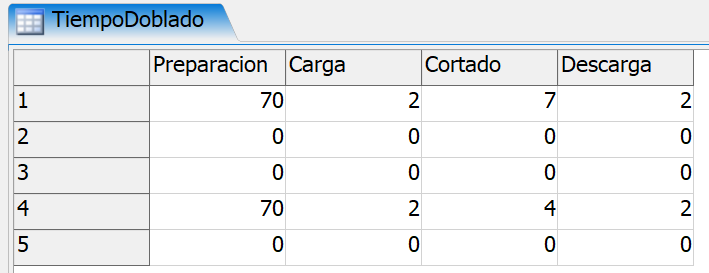 TiempoDoblado
Preparacion Carga Cortado Descarga
1 70 2 7 2
2 0 0 0 0
3 0 0 0 0
4 70 2 4 2
5 0 0 0 0